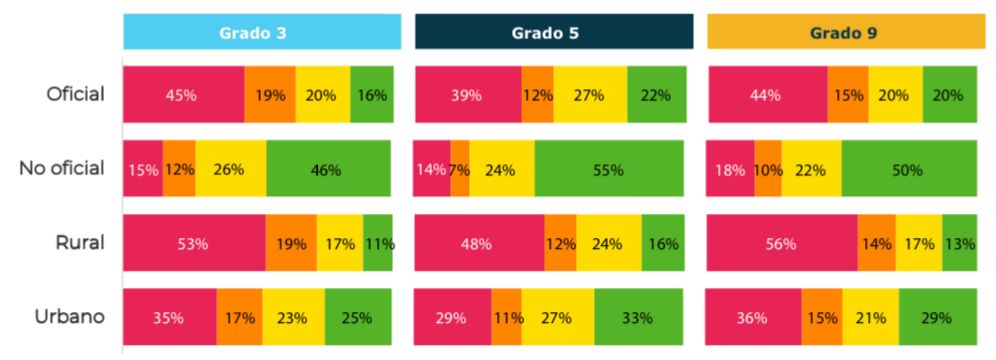 Grado 3 Grado 5 Grado 9
Oficial 45% 19% 20% 16% 39% 12% 27% 22% 44% 15% 20% 20%
No oficial 15% 12% 26% 46% 14% 7% 24% 55% 18% 10% 22% 50%
Rural 53% 19% 17% 11% 48% 12% 24% 16% 56% 14% 17% 13%
Urbano 35% 17% 23% 25% 29% 11% 27% 33% 36% 15% 21% 29%